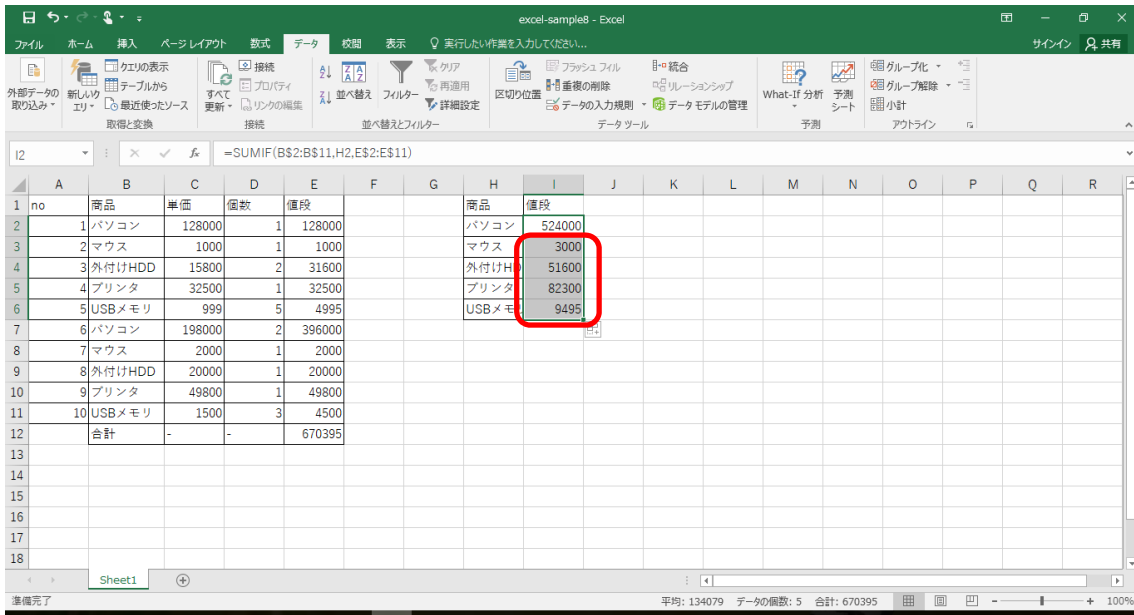 excel-sample8 - Excel
ファイル ホーム 挿入 ページ レイアウト 数式 データ 校閲 表示 実行したい作業を入力してください... サインイン 共有
外部データの取り込み
新しいクエリ
クエリの表示
テーブルから
最近使ったソース
取得と変換
すべて更新
接続
プロパティ
リンクの編集
接続
並べ替え
フィルター
クリア
再適用
詳細設定
並べ替えとフィルター
区切り位置
フラッシュ フィル
重複の削除
データの入力規則
統合
リレーションシップ
データ モデルの管理
データ ツール
What-If 分析
予測シート
予測
グループ化
グループ解除
小計
アウトライン
I2 fx =SUMIF(B$2:B$11,H2,E$2:E$11)
A B C D E F G H I J K L M N O P Q R
1 no 商品 単価 個数 値段 商品 値段
2 1 パソコン 128000 1 128000 パソコン 524000
3 2 マウス 1000 1 1000 マウス 3000
4 3 外付けHDD 15800 2 31600 外付けHD 51600
5 4 プリンタ 32500 1 32500 プリンタ 82300
6 5 USBメモリ 999 5 4995 USBメモ 9495
7 6 パソコン 198000 2 396000
8 7 マウス 2000 1 2000
9 8 外付けHDD 20000 1 20000
10 9 プリンタ 49800 1 49800
11 10 USBメモリ 1500 3 4500
12 合計 - - 670395
13
14
15
16
17
18
Sheet1
準備完了 平均: 134079 データの個数: 5 合計: 670395 100%